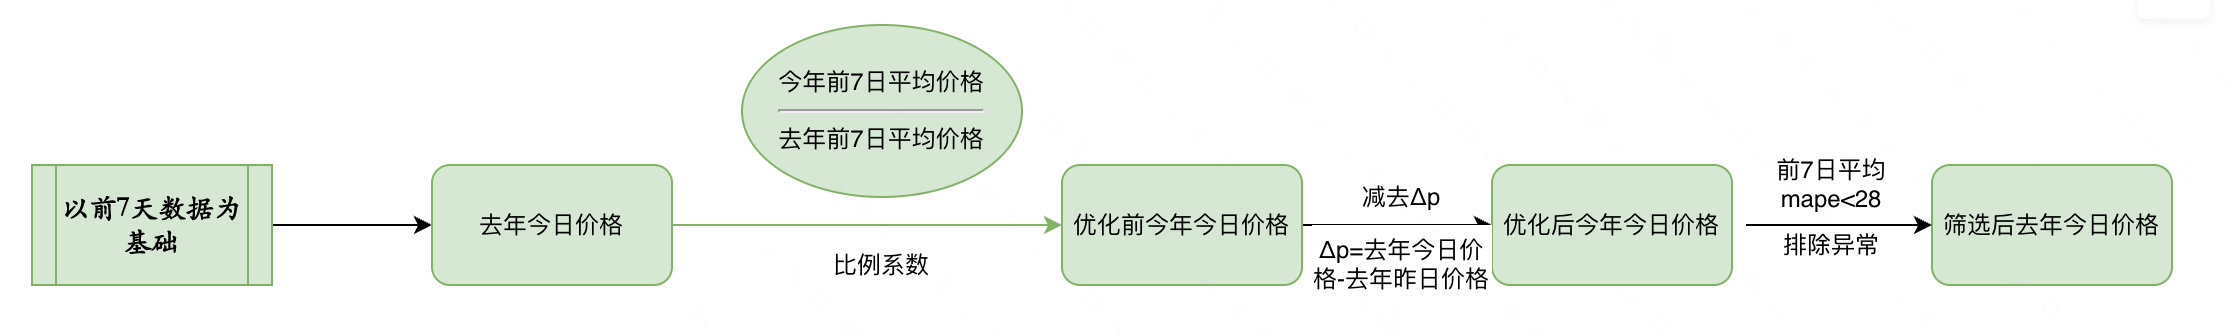 以前7天数据为
基础
去年今日价格
今年前7日平均价格
去年前7日平均价格
比例系数
优化前今年今日价格
减去Δp
Δp=去年今日价
格-去年昨日价格
优化后今年今日价格
前7日平均
mape<28
排除异常
筛选后去年今日价格